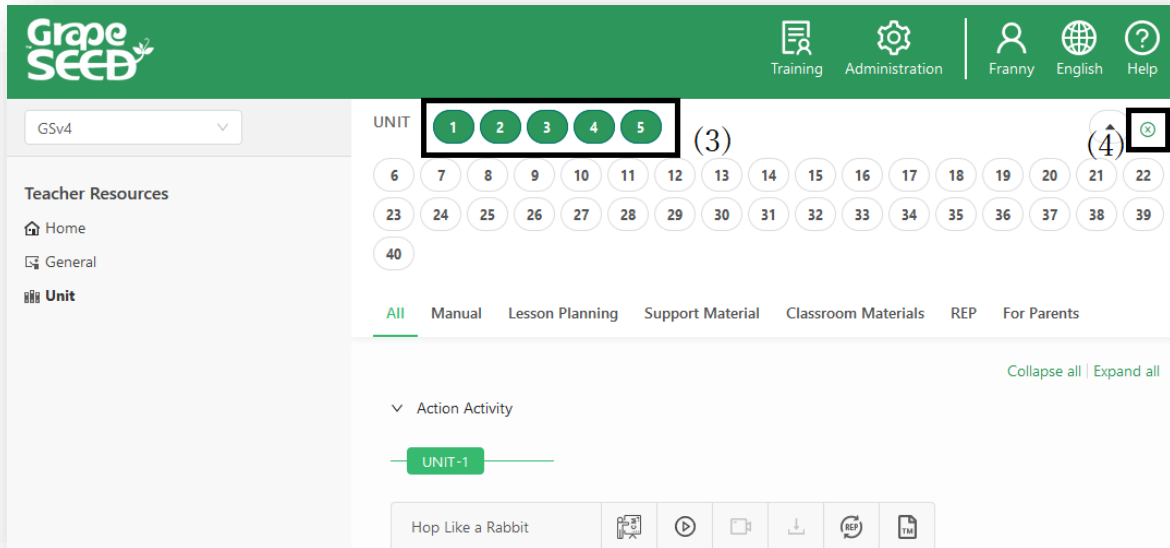 Grape
SEED
TM
Training Administration Franny English Help
GSv4
UNIT 1 2 3 4 5 (3) (4)
6 7 8 9 10 11 12 13 14 15 16 17 18 19 20 21 22
23 24 25 26 27 28 29 30 31 32 33 34 35 36 37 38 39
40
Teacher Resources
Home
General
Unit
All Manual Lesson Planning Support Material Classroom Materials REP For Parents
Collapse all | Expand all
Action Activity
UNIT-1
Hop Like a Rabbit REP TM